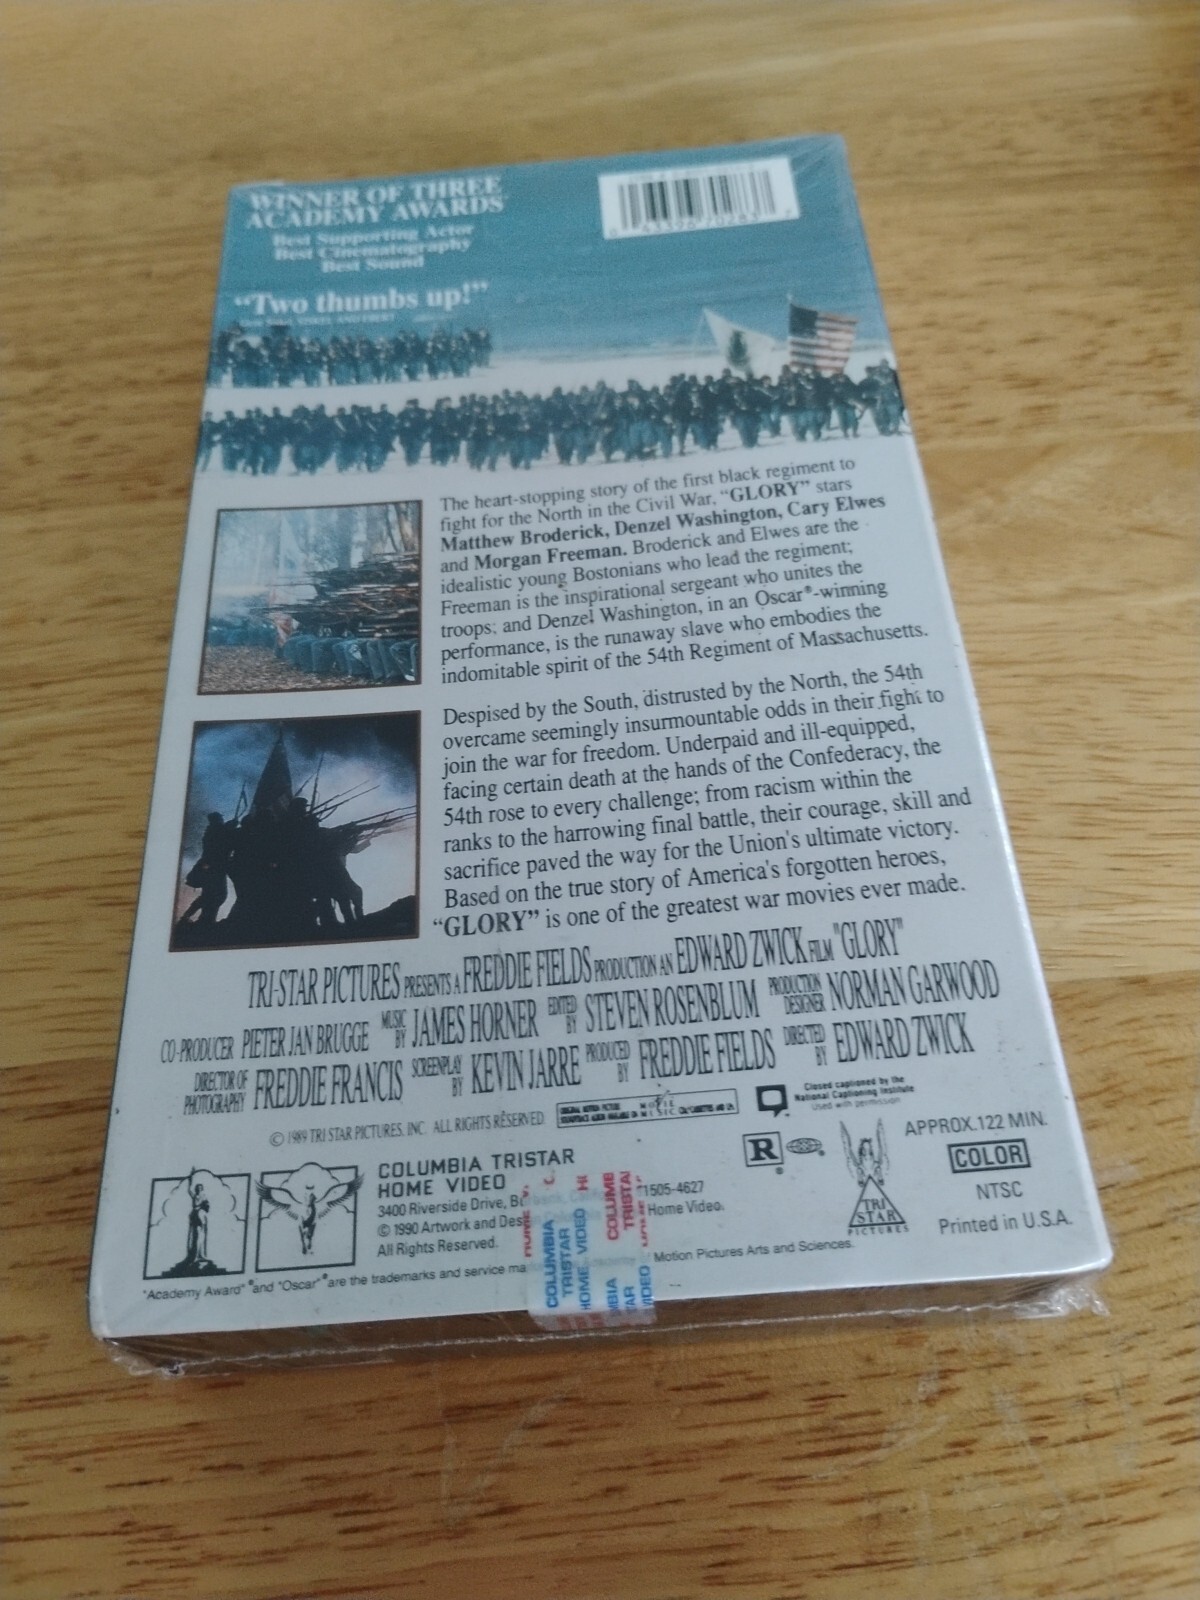 WINNER OF THREE
ACADEMY AWARDS
Best Supporting Actor
Best Cinematography
Best Sound
“Two thumbs up!”
SISKEL AND EBERT
The heart-stopping story of the first black regiment to
fight for the North in the Civil War, “GLORY” stars
Matthew Broderick, Denzel Washington, Cary Elwes
and Morgan Freeman. Broderick and Elwes are the
idealistic young Bostonians who lead the regiment;
Freeman is the inspirational sergeant who unites the
troops; and Denzel Washington, in an Oscar®-winning
performance, is the runaway slave who embodies the
indomitable spirit of the 54th Regiment of Massachusetts.
Despised by the South, distrusted by the North, the 54th
overcame seemingly insurmountable odds in their fight to
join the war for freedom. Underpaid and ill-equipped,
facing certain death at the hands of the Confederacy, the
54th rose to every challenge; from racism within the
ranks to the harrowing final battle, their courage, skill and
sacrifice paved the way for the Union's ultimate victory.
Based on the true story of America's forgotten heroes,
“GLORY” is one of the greatest war movies ever made.
TRI-STAR PICTURES PRESENTS A FREDDIE FIELDS PRODUCTION AN EDWARD ZWICK FILM "GLORY"
CO-PRODUCER PIETER JAN BRUGGE MUSIC BY JAMES HORNER EDITED BY STEVEN ROSENBLUM PRODUCTION DESIGNER NORMAN GARWOOD
DIRECTOR OF PHOTOGRAPHY FREDDIE FRANCIS SCREENPLAY BY KEVIN JARRE PRODUCED BY FREDDIE FIELDS DIRECTED BY EDWARD ZWICK
© 1989 TRI STAR PICTURES, INC. ALL RIGHTS RESERVED.
ORIGINAL MOTION PICTURE
SOUNDTRACK ALBUM AVAILABLE ON
Closed captioned by the
National Captioning Institute
Used with permission
R
APPROX. 122 MIN.
COLOR
NTSC
Printed in U.S.A.
TRI
STAR
PICTURES
COLUMBIA TRISTAR
HOME VIDEO
3400 Riverside Drive, 1505-4627
© 1990 Artwork and Home Video.
All Rights Reserved.
"Academy Award"® and "Oscar"® are the trademarks and service Motion Pictures Arts and Sciences.
COLUMBIA
TRISTAR
HOME VIDEO